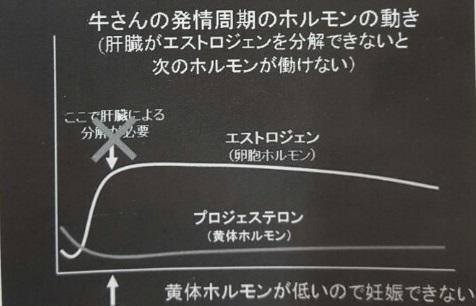 牛さんの発情周期のホルモンの動き
(肝臓がエストロジェンを分解できないと
次のホルモンが働けない)
ここで肝臓による
分解が必要
エストロジェン
(卵胞ホルモン)
プロジェステロン
(黄体ホルモン)
黄体ホルモンが低いので妊娠できない